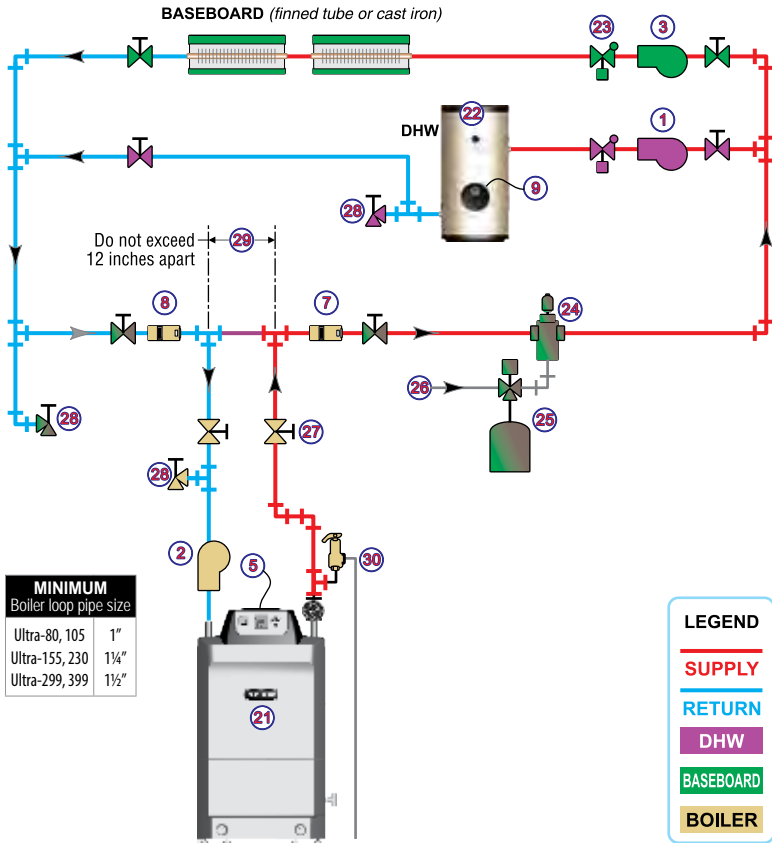 BASEBOARD (finned tube or cast iron)
23
3
1
22
DHW
9
28
Do not exceed
12 inches apart
29
8
7
24
26
25
28
27
28
2
5
30
MINIMUM
Boiler loop pipe size
Ultra-80, 105 1”
Ultra-155, 230 1¼”
Ultra-299, 399 1½”
21
LEGEND
SUPPLY
RETURN
DHW
BASEBOARD
BOILER